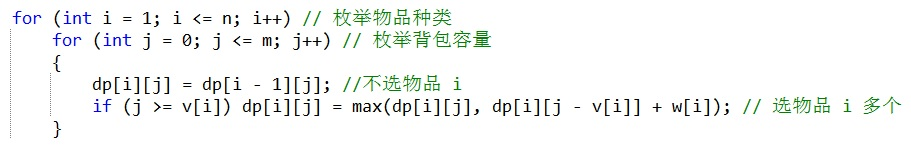 for (int i = 1; i <= n; i++) // 枚举物品种类
for (int j = 0; j <= m; j++) // 枚举背包容量
{
dp[i][j] = dp[i - 1][j]; //不选物品 i
if (j >= v[i]) dp[i][j] = max(dp[i][j], dp[i][j - v[i]] + w[i]); // 选物品 i 多个
}